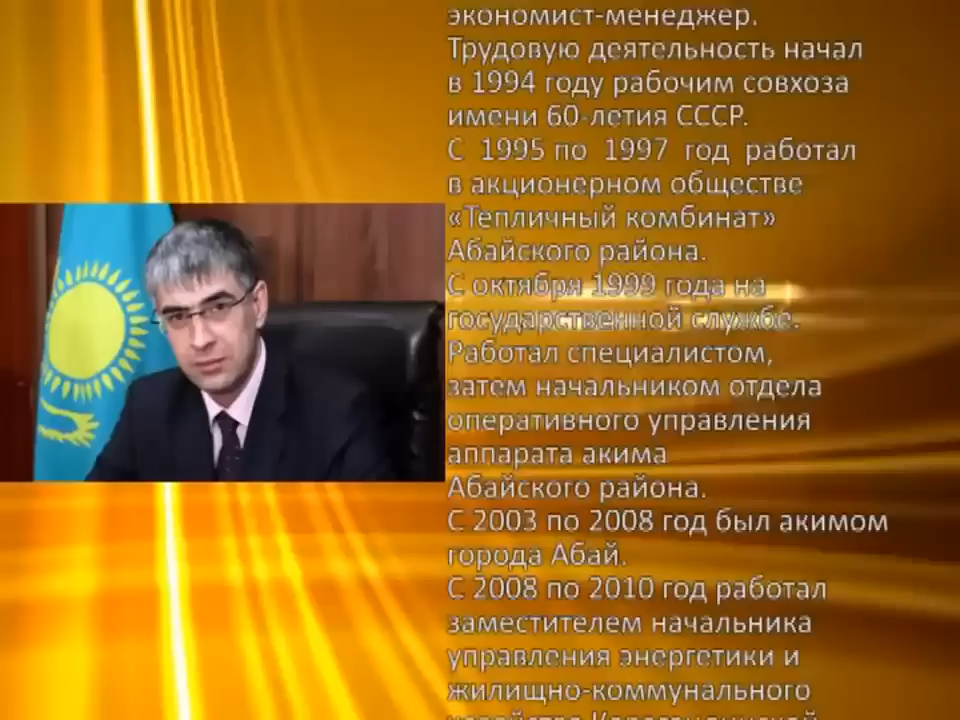 экономист-менеджер.
Трудовую деятельность начал
в 1994 году рабочим совхоза
имени 60-летия СССР.
С 1995 по 1997 год работал
в акционерном обществе
«Тепличный комбинат»
Абайского района.
С октября 1999 года на
государственной службе.
Работал специалистом,
затем начальником отдела
оперативного управления
аппарата акима
Абайского района.
С 2003 по 2008 год был акимом
города Абай.
С 2008 по 2010 год работал
заместителем начальника
управления энергетики и
жилищно-коммунального